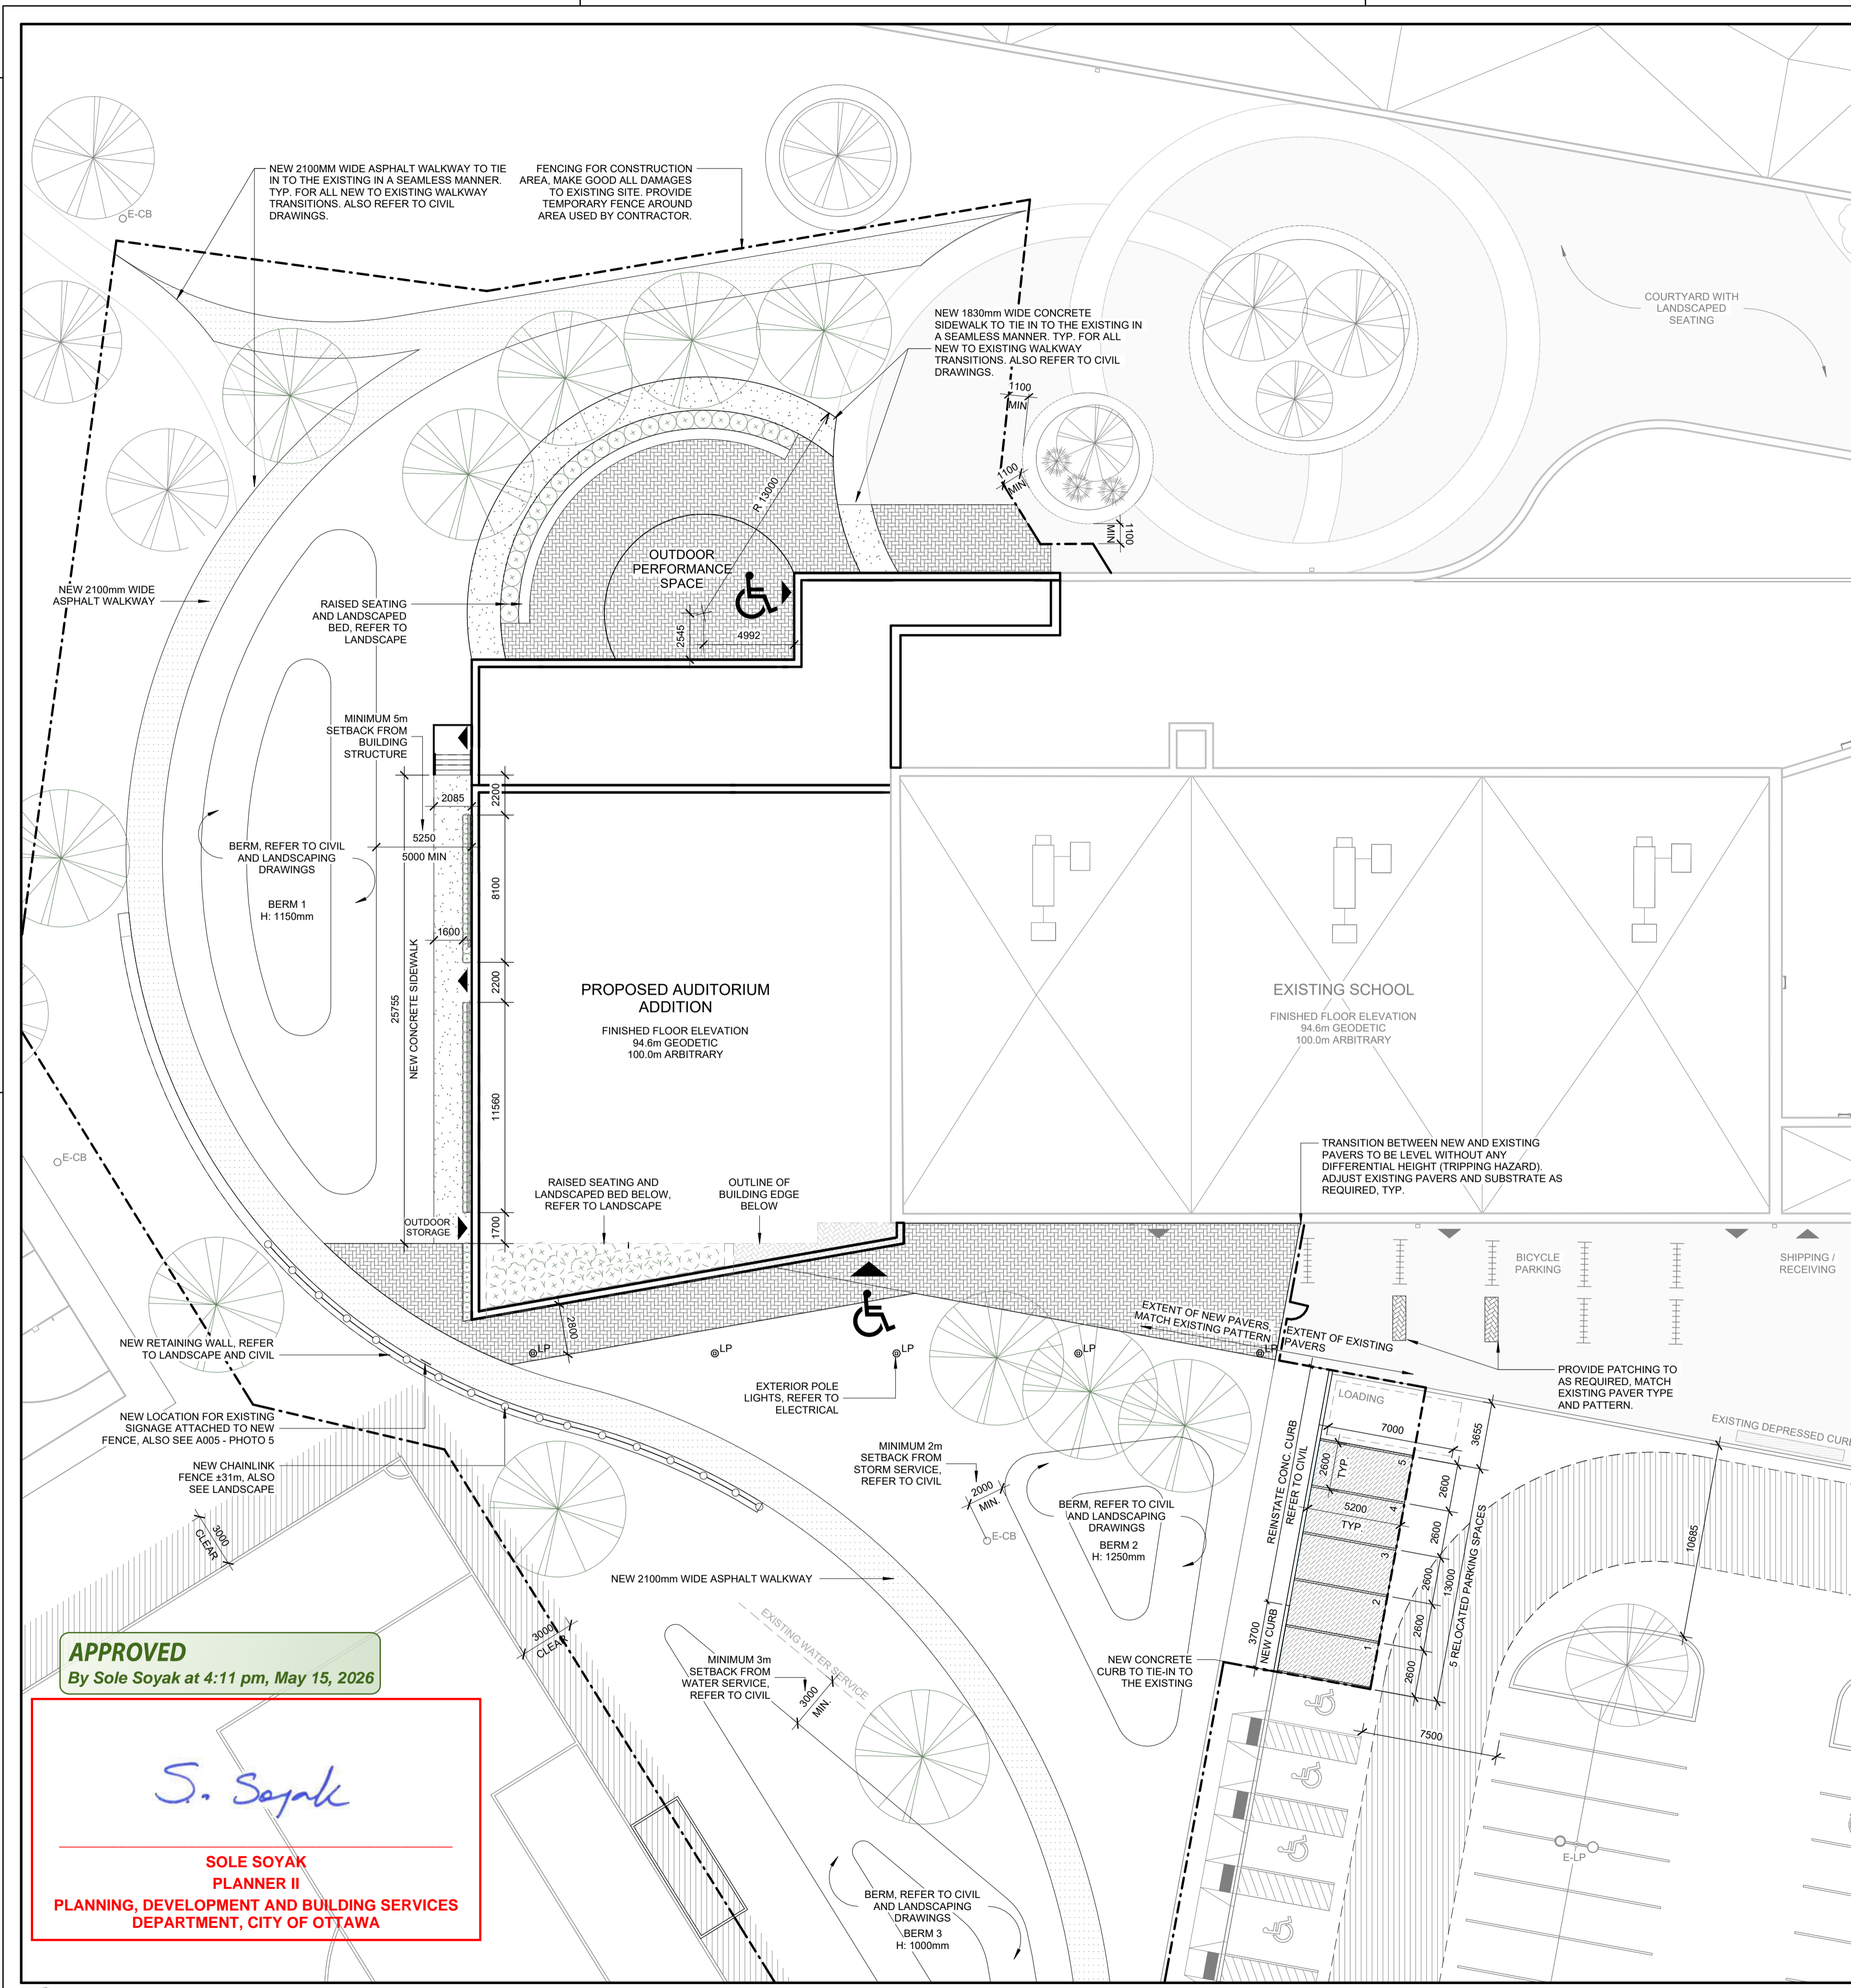 NEW 2100MM WIDE ASPHALT WALKWAY TO TIE
IN TO THE EXISTING IN A SEAMLESS MANNER.
TYP. FOR ALL NEW TO EXISTING WALKWAY
TRANSITIONS. ALSO REFER TO CIVIL
DRAWINGS.
FENCING FOR CONSTRUCTION
AREA, MAKE GOOD ALL DAMAGES
TO EXISTING SITE. PROVIDE
TEMPORARY FENCE AROUND
AREA USED BY CONTRACTOR.
E-CB
COURTYARD WITH
LANDSCAPED
SEATING
NEW 1830mm WIDE CONCRETE
SIDEWALK TO TIE IN TO THE EXISTING IN
A SEAMLESS MANNER. TYP. FOR ALL
NEW TO EXISTING WALKWAY
TRANSITIONS. ALSO REFER TO CIVIL
DRAWINGS.
1100
MIN
1100
MIN
1100
MIN
R 13000
OUTDOOR
PERFORMANCE
SPACE
2545
4992
NEW 2100mm WIDE
ASPHALT WALKWAY
RAISED SEATING
AND LANDSCAPED
BED, REFER TO
LANDSCAPE
MINIMUM 5m
SETBACK FROM
BUILDING
STRUCTURE
2085
2200
5250
5000 MIN
BERM, REFER TO CIVIL
AND LANDSCAPING
DRAWINGS
BERM 1
H: 1150mm
8100
1600
2200
25755
NEW CONCRETE SIDEWALK
11560
1700
PROPOSED AUDITORIUM
ADDITION
FINISHED FLOOR ELEVATION
94.6m GEODETIC
100.0m ARBITRARY
EXISTING SCHOOL
FINISHED FLOOR ELEVATION
94.6m GEODETIC
100.0m ARBITRARY
TRANSITION BETWEEN NEW AND EXISTING
PAVERS TO BE LEVEL WITHOUT ANY
DIFFERENTIAL HEIGHT (TRIPPING HAZARD).
ADJUST EXISTING PAVERS AND SUBSTRATE AS
REQUIRED, TYP.
E-CB
RAISED SEATING AND
LANDSCAPED BED BELOW,
REFER TO LANDSCAPE
OUTLINE OF
BUILDING EDGE
BELOW
OUTDOOR
STORAGE
BICYCLE
PARKING
SHIPPING /
RECEIVING
2800
EXTENT OF NEW PAVERS,
MATCH EXISTING PATTERN
EXTENT OF EXISTING
PAVERS
LP
LP
LP
LP
LP
NEW RETAINING WALL, REFER
TO LANDSCAPE AND CIVIL
EXTERIOR POLE
LIGHTS, REFER TO
ELECTRICAL
PROVIDE PATCHING TO
AS REQUIRED, MATCH
EXISTING PAVER TYPE
AND PATTERN.
NEW LOCATION FOR EXISTING
SIGNAGE ATTACHED TO NEW
FENCE, ALSO SEE A005 - PHOTO 5
LOADING
7000
3655
EXISTING DEPRESSED CURB
NEW CHAINLINK
FENCE ±31m, ALSO
SEE LANDSCAPE
MINIMUM 2m
SETBACK FROM
STORM SERVICE,
REFER TO CIVIL
2000
MIN.
E-CB
BERM, REFER TO CIVIL
AND LANDSCAPING
DRAWINGS
BERM 2
H: 1250mm
REINSTATE CONC. CURB
REFER TO CIVIL
2600
TYP.
5200
TYP.
5
4
3
2
1
2600
2600
2600
2600
2600
13000
5 RELOCATED PARKING SPACES
10685
3000
CLEAR
NEW 2100mm WIDE ASPHALT WALKWAY
EXISTING WATER SERVICE
3700
NEW CURB
3000
CLEAR
MINIMUM 3m
SETBACK FROM
WATER SERVICE,
REFER TO CIVIL
3000
MIN.
NEW CONCRETE
CURB TO TIE-IN TO
THE EXISTING
7500
APPROVED
By Sole Soyak at 4:11 pm, May 15, 2026
S. Soyak
SOLE SOYAK
PLANNER II
PLANNING, DEVELOPMENT AND BUILDING SERVICES
DEPARTMENT, CITY OF OTTAWA
BERM, REFER TO CIVIL
AND LANDSCAPING
DRAWINGS
BERM 3
H: 1000mm
E-LP